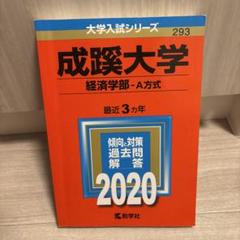 大学入試シリーズ
293
成蹊大学
経済学部-A方式
最近3カ年
傾向と対策
過去問
解答
2020
教学社